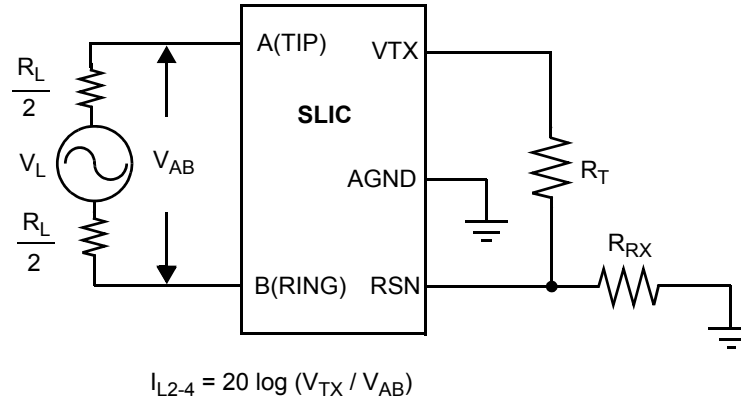 A(TIP)
VTX
R_L
2
SLIC
V_L
V_AB
AGND
R_T
R_L
2
R_RX
B(RING)
RSN
I_L2-4 = 20 log (V_TX / V_AB)